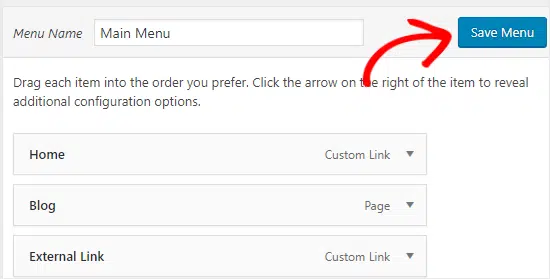 Menu Name Main Menu Save Menu
Drag each item into the order you prefer. Click the arrow on the right of the item to reveal
additional configuration options.
Home Custom Link
Blog Page
External Link Custom Link